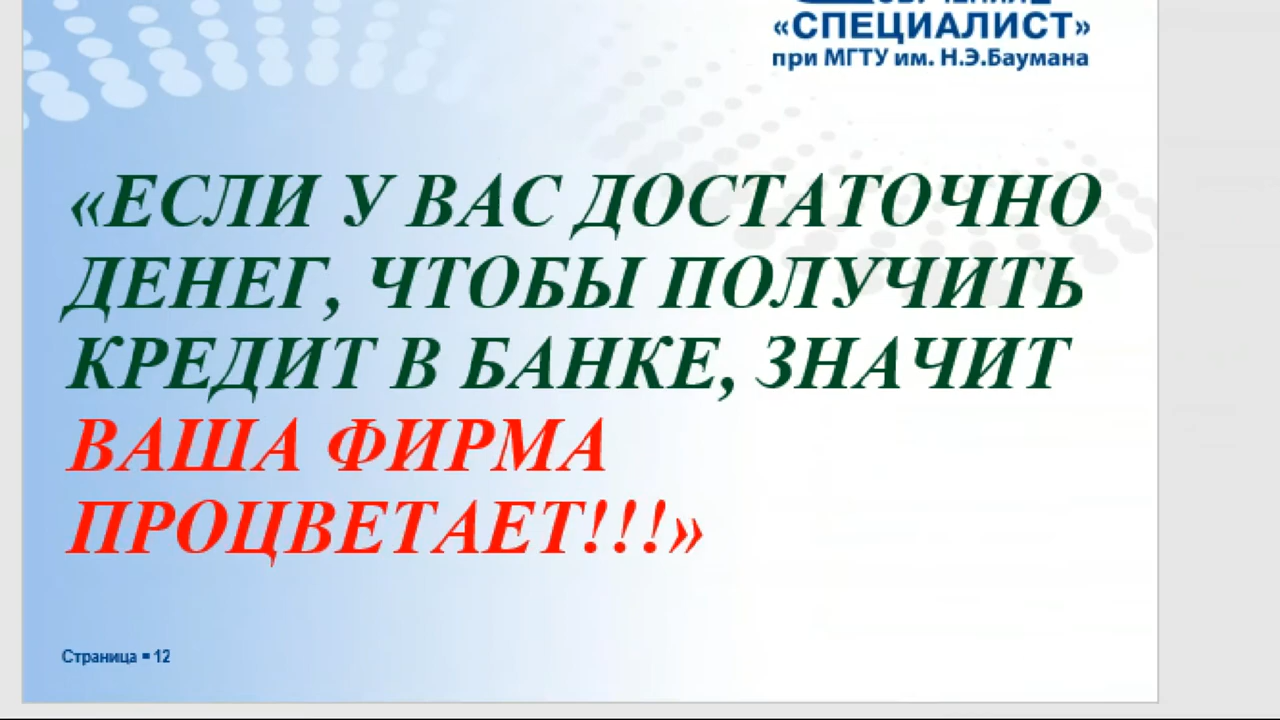 «СПЕЦИАЛИСТ»
при МГТУ им. Н.Э.Баумана
«ЕСЛИ У ВАС ДОСТАТОЧНО
ДЕНЕГ, ЧТОБЫ ПОЛУЧИТЬ
КРЕДИТ В БАНКЕ, ЗНАЧИТ
ВАША ФИРМА
ПРОЦВЕТАЕТ!!!»
Страница ▪ 12